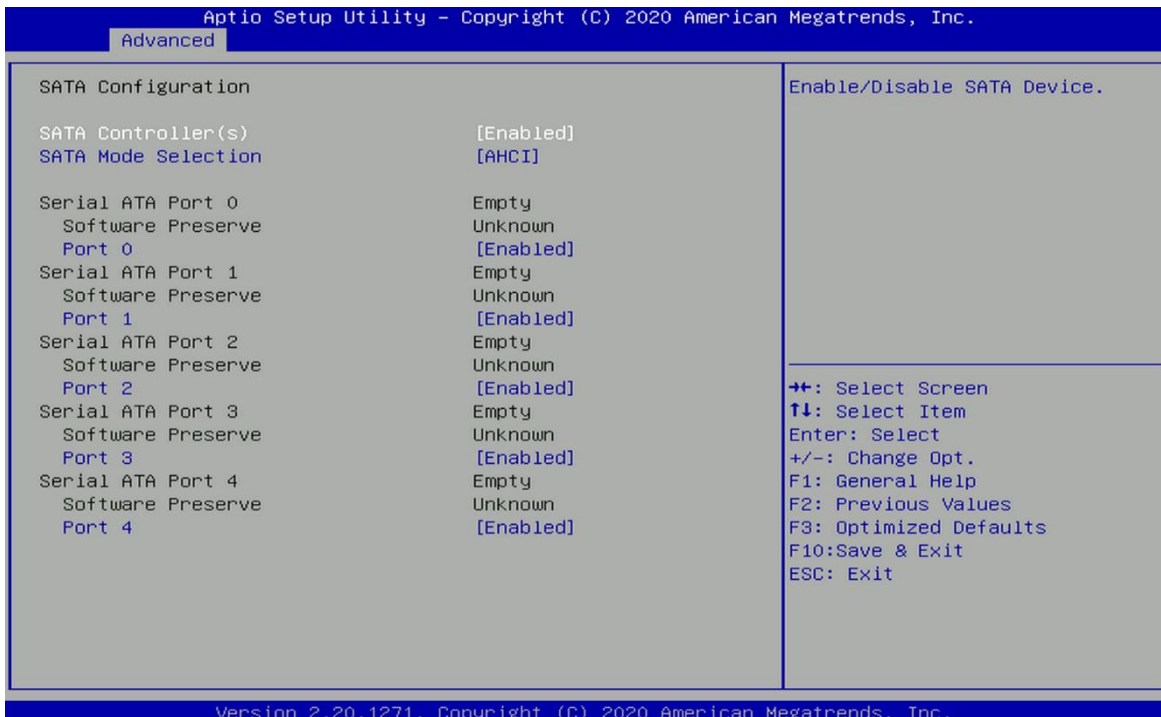 Aptio Setup Utility – Copyright (C) 2020 American Megatrends, Inc.
Advanced
SATA Configuration
SATA Controller(s) [Enabled]
SATA Mode Selection [AHCI]
Serial ATA Port 0 Empty
Software Preserve Unknown
Port 0 [Enabled]
Serial ATA Port 1 Empty
Software Preserve Unknown
Port 1 [Enabled]
Serial ATA Port 2 Empty
Software Preserve Unknown
Port 2 [Enabled]
Serial ATA Port 3 Empty
Software Preserve Unknown
Port 3 [Enabled]
Serial ATA Port 4 Empty
Software Preserve Unknown
Port 4 [Enabled]
Enable/Disable SATA Device.
→←: Select Screen
↑↓: Select Item
Enter: Select
+/-: Change Opt.
F1: General Help
F2: Previous Values
F3: Optimized Defaults
F10:Save & Exit
ESC: Exit
Version 2.20.1271. Copyright (C) 2020 American Megatrends, Inc.